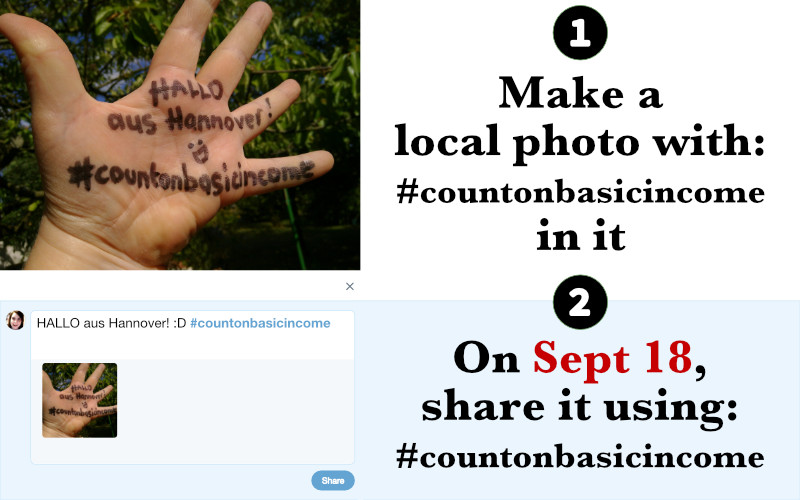 HALLO
aus Hannover!
#countonbasicincome
1
Make a
local photo with:
#countonbasicincome
in it
×
HALLO aus Hannover! :D #countonbasicincome
HALLO
aus Hannover!
#countonbasicincome
Share
2
On Sept 18,
share it using:
#countonbasicincome